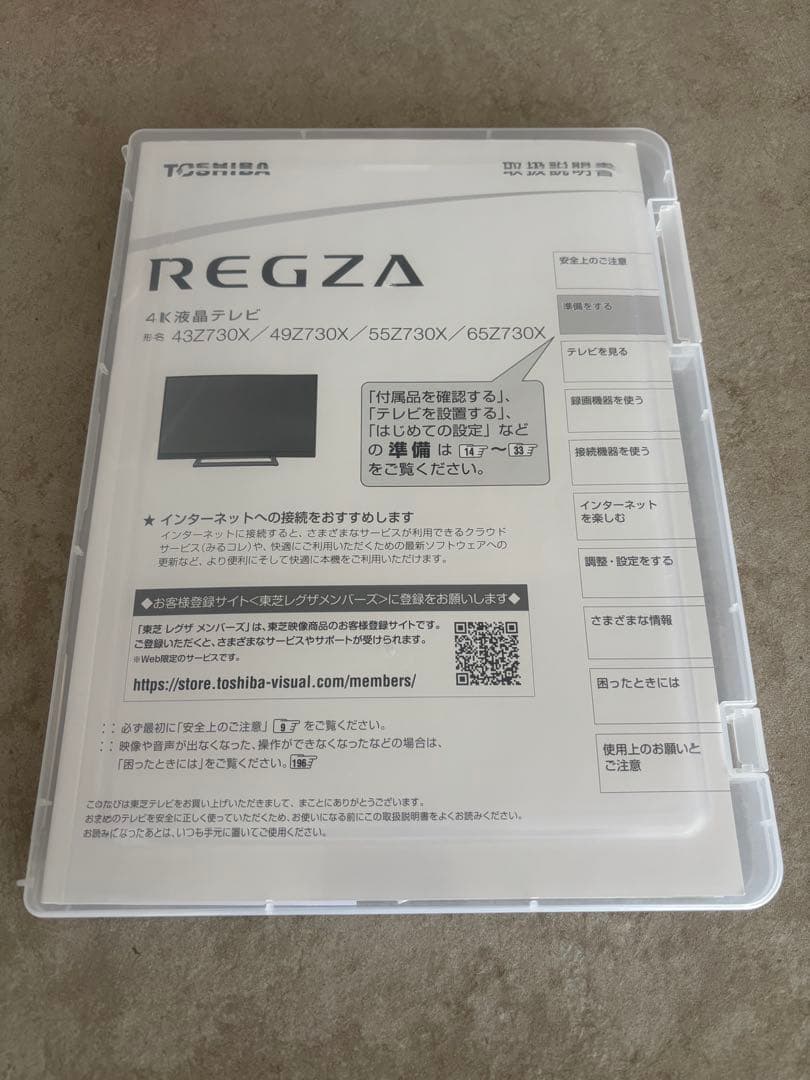 TOSHIBA
取扱説明書
REGZA
4K液晶テレビ
形名 43Z730X/49Z730X/55Z730X/65Z730X
「付属品を確認する」、
「テレビを設置する」、
「はじめての設定」など
の 準備 は 14 ～ 33
をご覧ください。
安全上のご注意
準備をする
テレビを見る
録画機器を使う
接続機器を使う
インターネット
を楽しむ
調整・設定をする
さまざまな情報
困ったときには
使用上のお願いと
ご注意
★ インターネットへの接続をおすすめします
インターネットに接続すると、さまざまなサービスが利用できるクラウド
サービス(みるコレ)や、快適にご利用いただくための最新ソフトウェアへの
更新など、より便利にそして快適に本機をご利用いただけます。
◆お客様登録サイト<東芝レグザメンバーズ>に登録をお願いします◆
「東芝 レグザ メンバーズ」は、東芝映像商品のお客様登録サイトです。
ご登録いただくと、さまざまなサービスやサポートが受けられます。
※Web限定のサービスです。
https://store.toshiba-visual.com/members/
：： 必ず最初に「安全上のご注意」 9 をご覧ください。
：： 映像や音声が出なくなった、操作ができなくなったなどの場合は、
「困ったときには」をご覧ください。196
このたびは東芝テレビをお買い上げいただきまして、まことにありがとうございます。
お求めのテレビを安全に正しく使っていただくため、お使いになる前にこの取扱説明書をよくお読みください。
お読みになったあとは、いつも手元に置いてご使用ください。